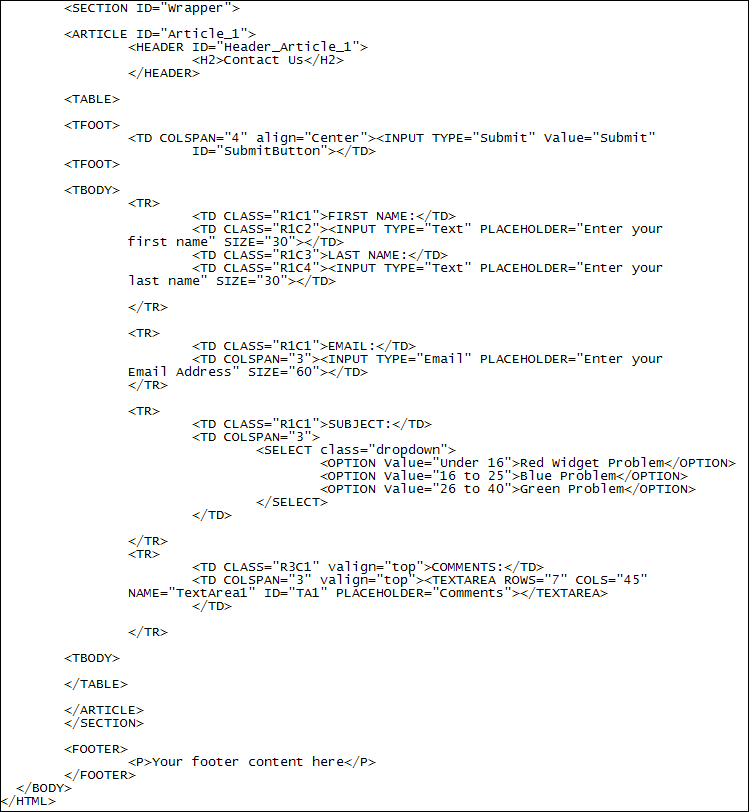 <SECTION ID="Wrapper">
<ARTICLE ID="Article_1">
<HEADER ID="Header_Article_1">
<H2>Contact Us</H2>
</HEADER>
<TABLE>
<TFOOT>
<TD COLSPAN="4" align="Center"><INPUT TYPE="Submit" Value="Submit"
ID="SubmitButton"></TD>
<TFOOT>
<TBODY>
<TR>
<TD CLASS="R1C1">FIRST NAME:</TD>
<TD CLASS="R1C2"><INPUT TYPE="Text" PLACEHOLDER="Enter your
first name" SIZE="30"></TD>
<TD CLASS="R1C3">LAST NAME:</TD>
<TD CLASS="R1C4"><INPUT TYPE="Text" PLACEHOLDER="Enter your
last name" SIZE="30"></TD>
</TR>
<TR>
<TD CLASS="R1C1">EMAIL:</TD>
<TD COLSPAN="3"><INPUT TYPE="Email" PLACEHOLDER="Enter your
Email Address" SIZE="60"></TD>
</TR>
<TR>
<TD CLASS="R1C1">SUBJECT:</TD>
<TD COLSPAN="3">
<SELECT class="dropdown">
<OPTION Value="Under 16">Red Widget Problem</OPTION>
<OPTION Value="16 to 25">Blue Problem</OPTION>
<OPTION Value="26 to 40">Green Problem</OPTION>
</SELECT>
</TD>
</TR>
<TR>
<TD CLASS="R3C1" valign="top">COMMENTS:</TD>
<TD COLSPAN="3" valign="top"><TEXTAREA ROWS="7" COLS="45"
NAME="TextArea1" ID="TA1" PLACEHOLDER="Comments"></TEXTAREA>
</TD>
</TR>
<TBODY>
</TABLE>
</ARTICLE>
</SECTION>
<FOOTER>
<P>Your footer content here</P>
</FOOTER>
</BODY>
</HTML>